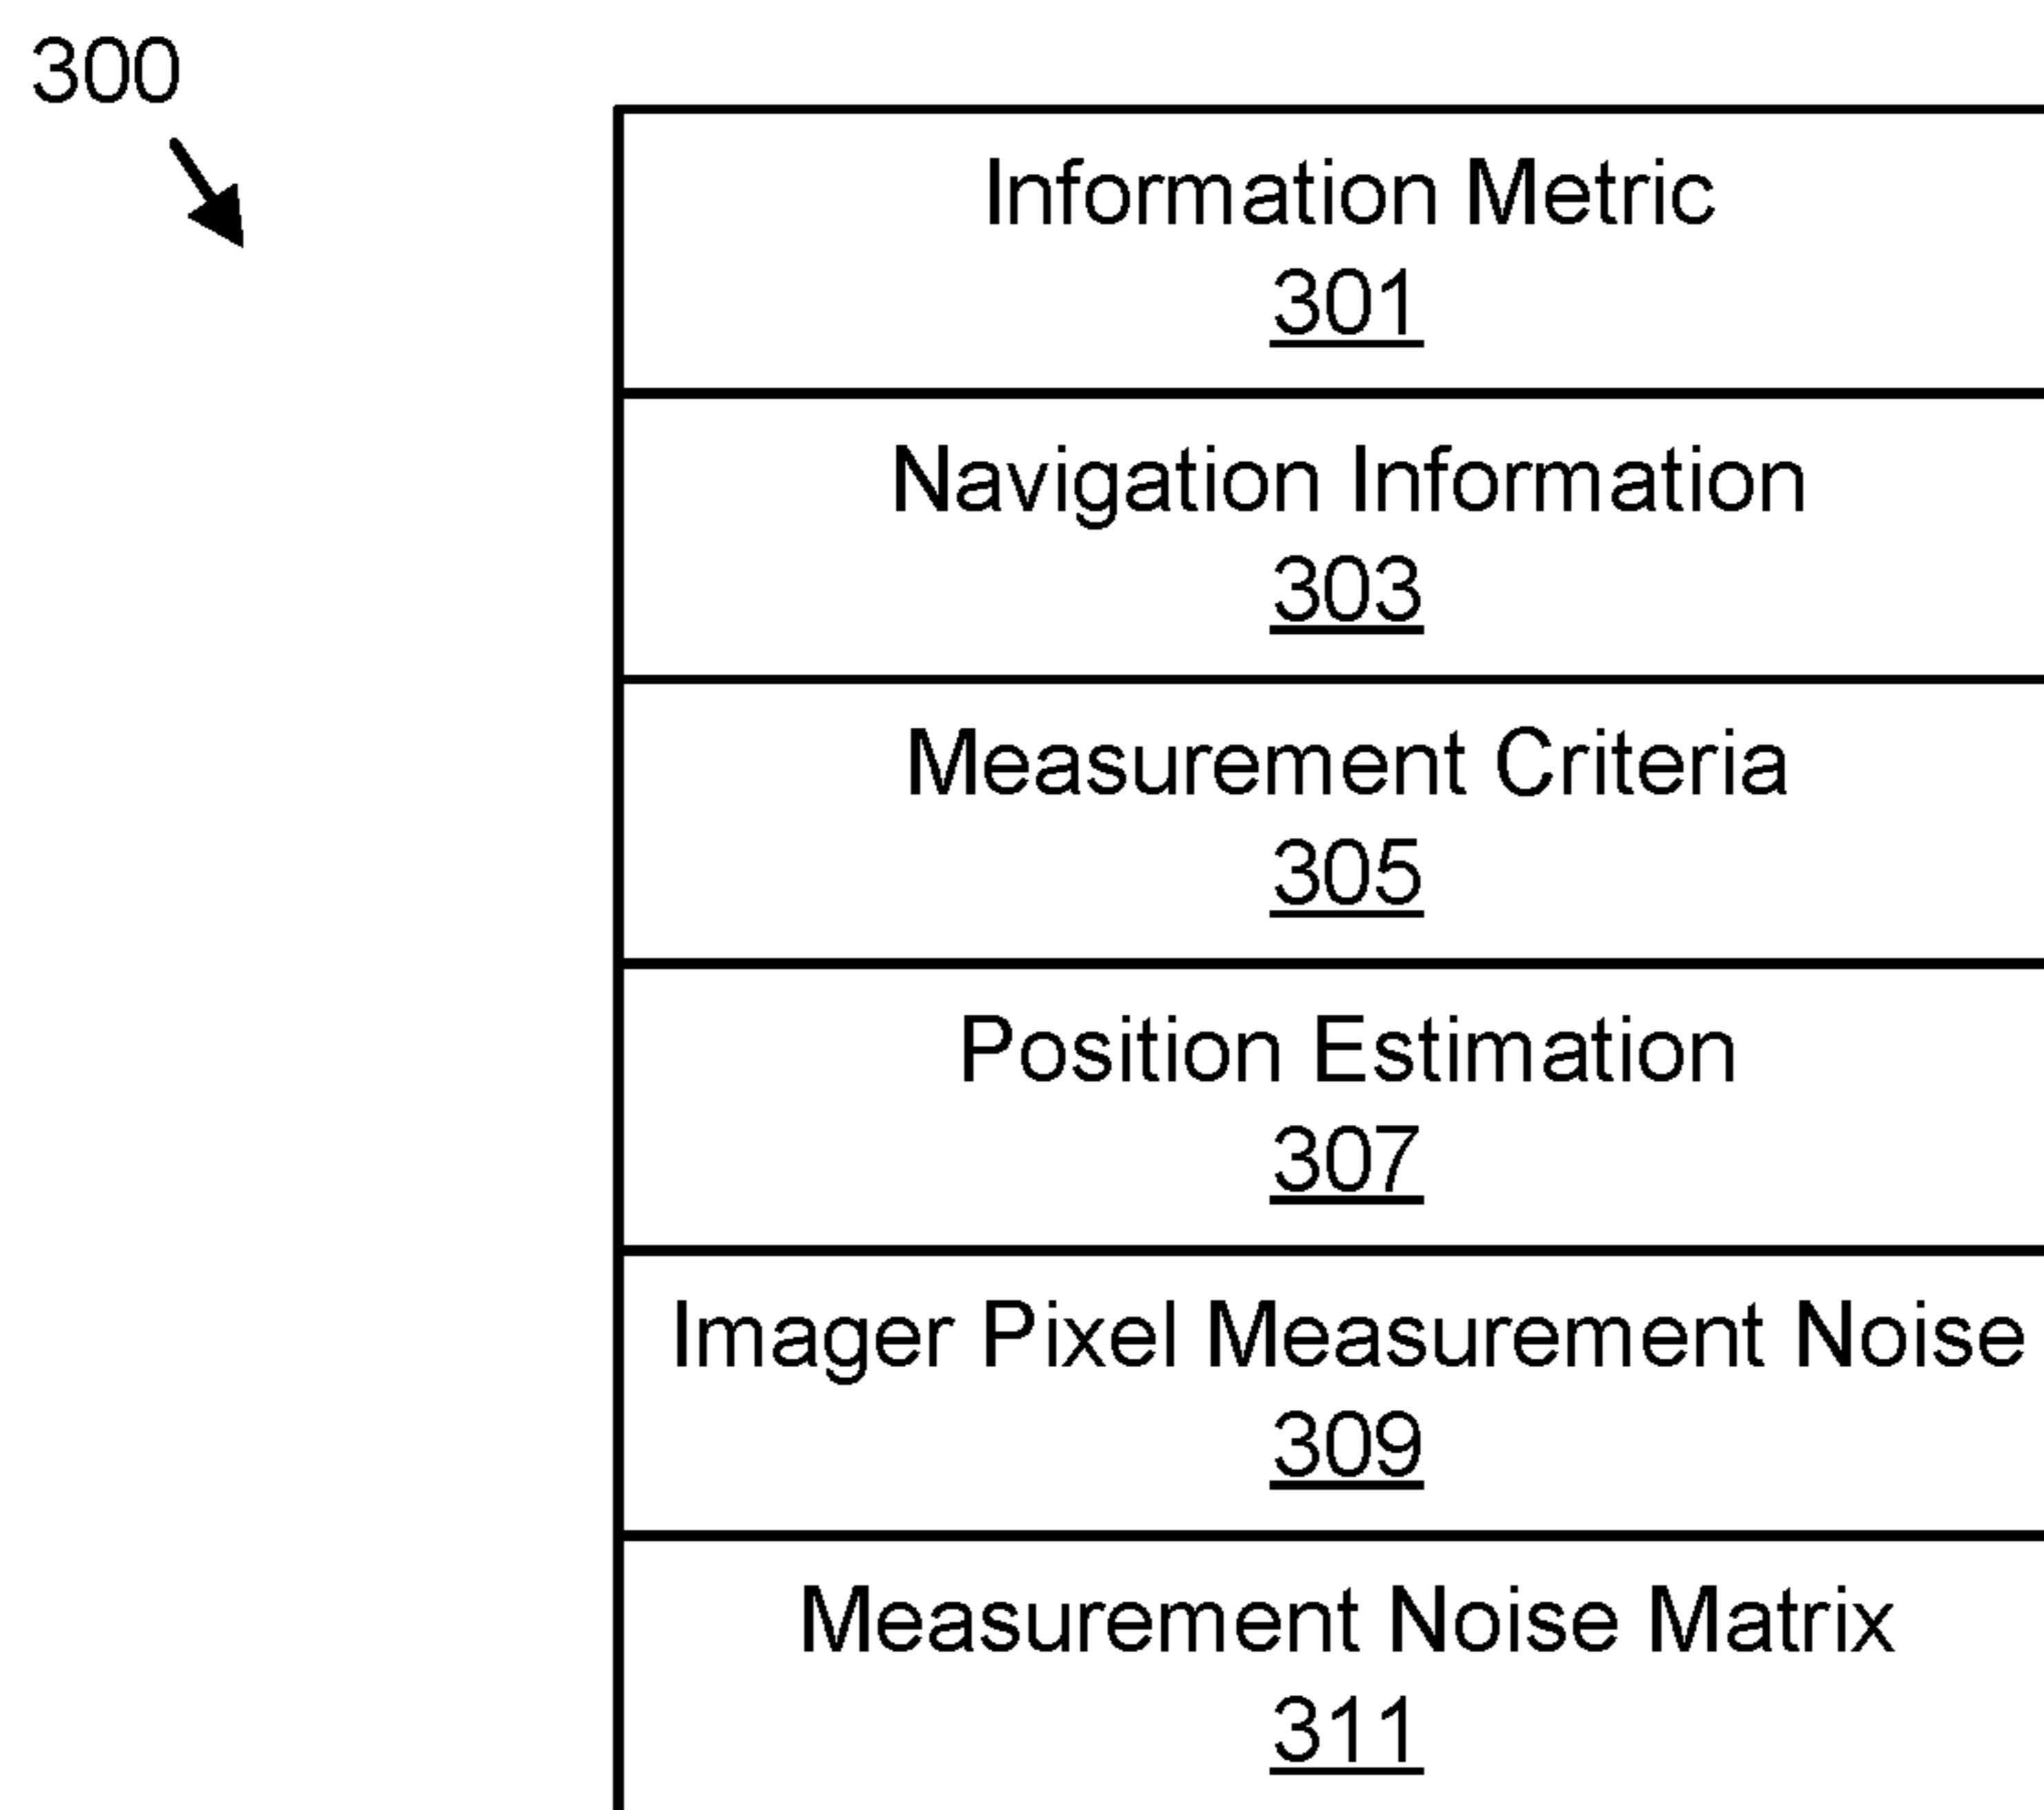 300
Information Metric
301
Navigation Information
303
Measurement Criteria
305
Position Estimation
307
Imager Pixel Measurement Noise
309
Measurement Noise Matrix
311